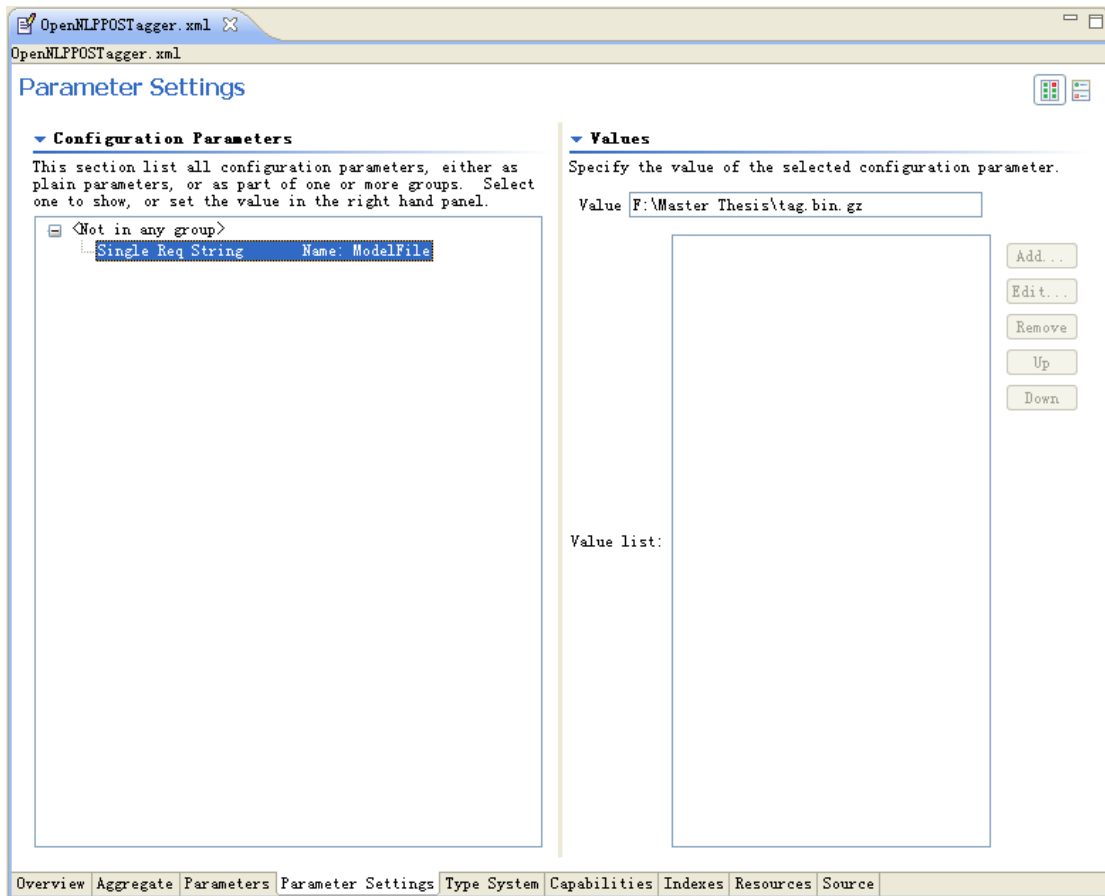 OpenNLPPOSTagger.xml
OpenNLPPOSTagger.xml
Parameter Settings
Configuration Parameters
This section list all configuration parameters, either as
plain parameters, or as part of one or more groups. Select
one to show, or set the value in the right hand panel.
<Not in any group>
Single Req String Name: ModelFile
Values
Specify the value of the selected configuration parameter.
Value F:\Master Thesis\tag.bin.gz
Value list:
Add...
Edit...
Remove
Up
Down
Overview Aggregate Parameters Parameter Settings Type System Capabilities Indexes Resources Source